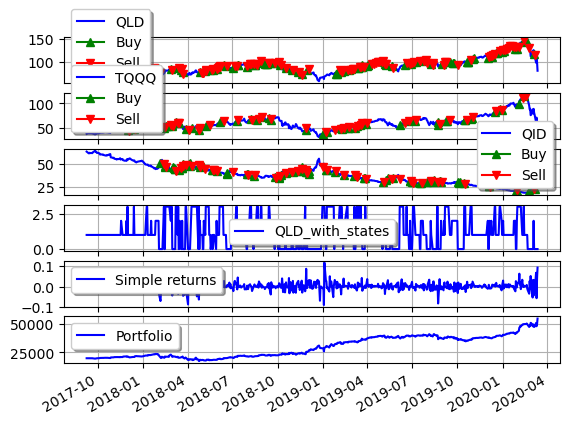 QLD
Buy
Sell
150
100
TQQQ
Buy
Sell
100
50
QID
Buy
Sell
50
25
2.5
0.0
QLD_with_states
0.1
0.0
−0.1
Simple returns
50000
25000
Portfolio
2017-10
2018-01
2018-04
2018-07
2018-10
2019-01
2019-04
2019-07
2019-10
2020-01
2020-04